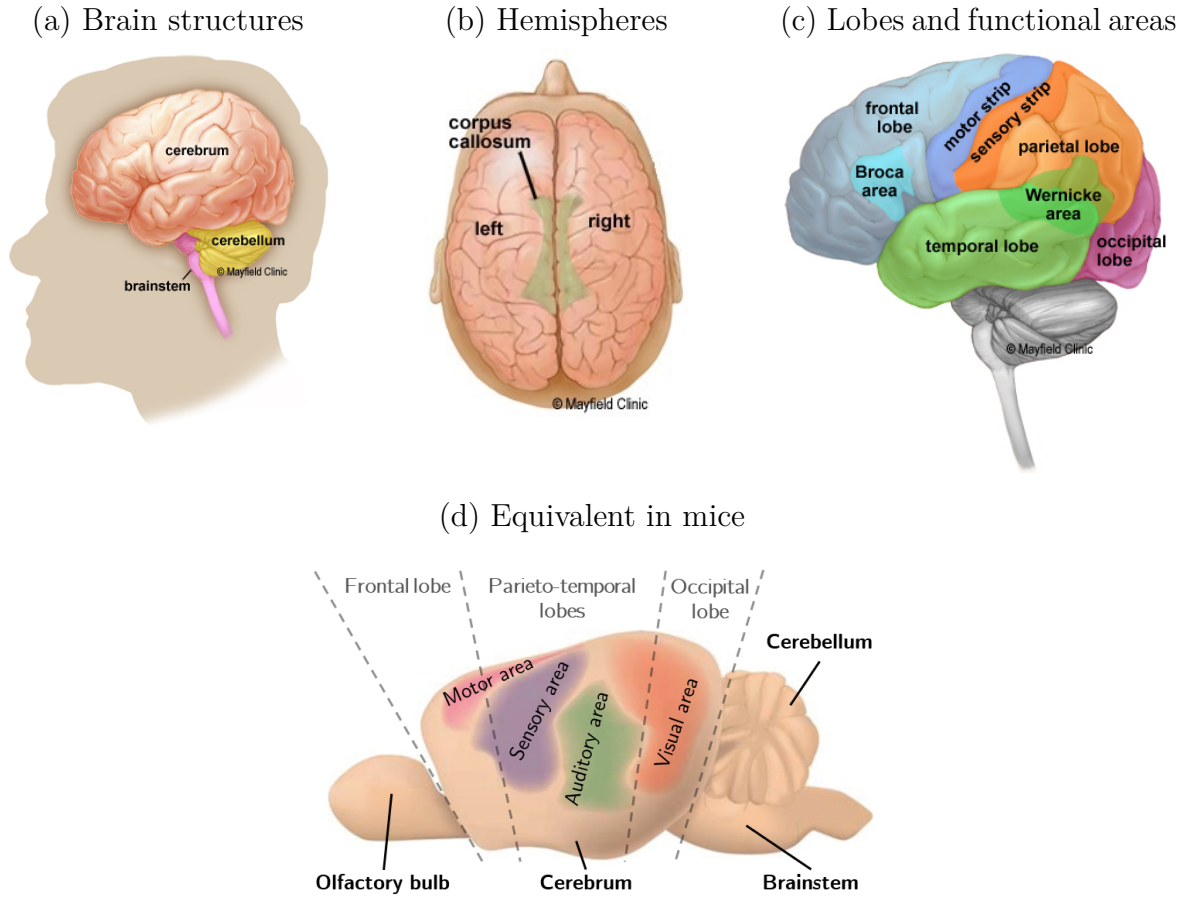 (a) Brain structures
(b) Hemispheres
(c) Lobes and functional areas
cerebrum
cerebellum
© Mayfield Clinic
brainstem
corpus
callosum
left
right
© Mayfield Clinic
frontal
lobe
motor strip
sensory strip
parietal lobe
Broca
area
Wernicke
area
temporal lobe
occipital
lobe
© Mayfield Clinic
(d) Equivalent in mice
Frontal lobe
Parieto-temporal
lobes
Occipital
lobe
Cerebellum
Motor area
Sensory area
Auditory area
Visual area
Olfactory bulb
Cerebrum
Brainstem